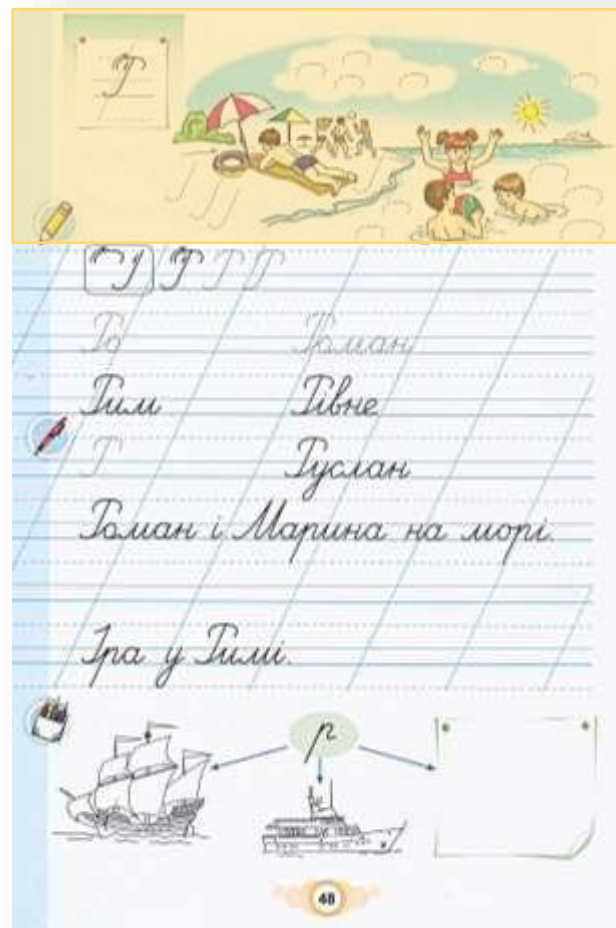 Р
Р Р Р Р
Ро Роман
Рим Рівне
Р Руслан
Роман і Марина на морі.
Іра у Римі.
р
48